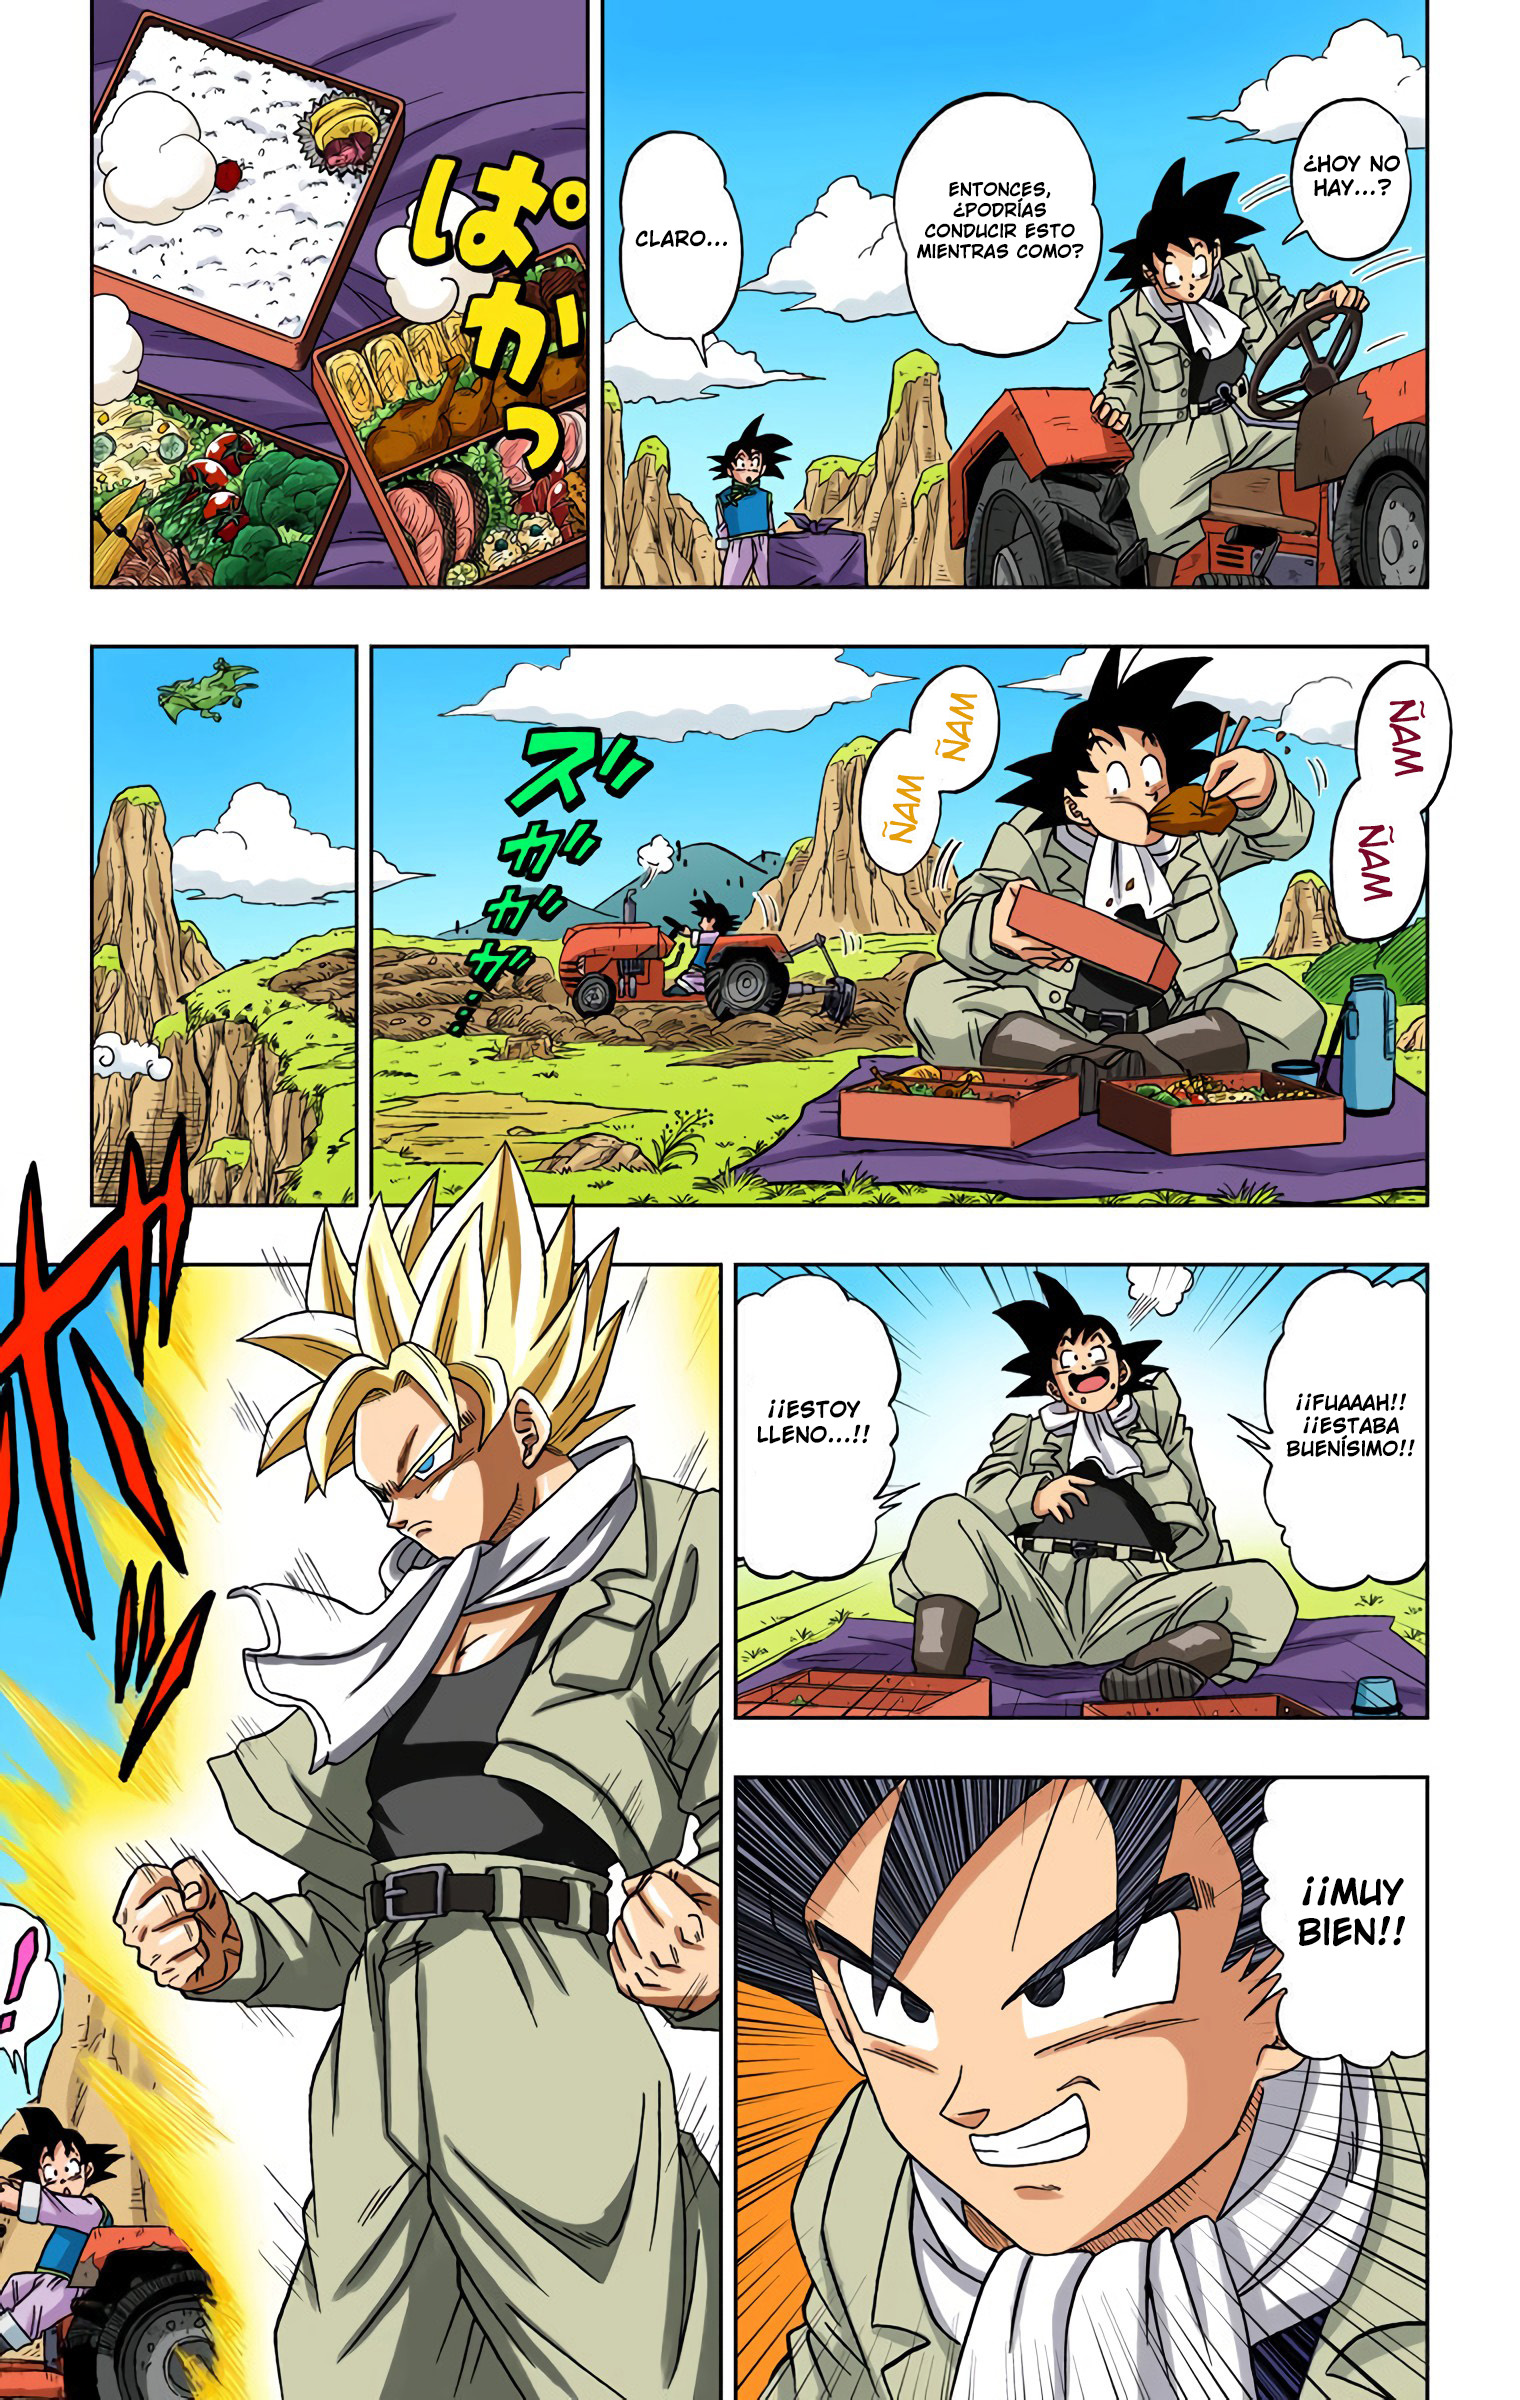 ¿HOY NO
HAY...?
ENTONCES,
¿PODRÍAS
CONDUCIR ESTO
MIENTRAS COMO?
CLARO...
ぱかっ
ÑAM
ÑAM
ÑAM
ÑAM
ズガガガ...
¡¡FUAAAH!!
¡¡ESTABA
BUENÍSIMO!!
¡¡ESTOY
LLENO...!!
¡¡MUY
BIEN!!
!